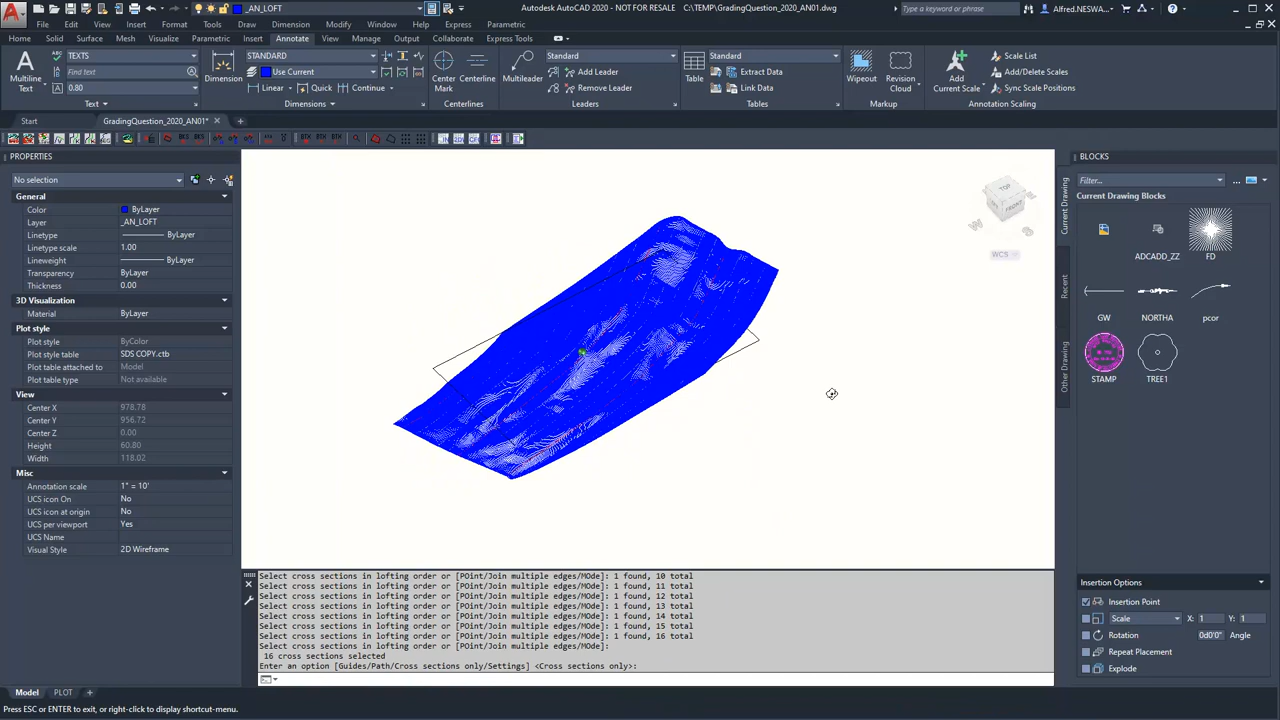 _AN_LOFT
Autodesk AutoCAD 2020 - NOT FOR RESALE C:\TEMP\GradingQuestion_2020_AN01.dwg
Type a keyword or phrase
Alfred.NESWA...
File Edit View Insert Format Tools Draw Dimension Modify Window Help Express Parametric
Home Solid Surface Mesh Visualize Parametric Insert Annotate View Manage Output Collaborate Express Tools
Multiline Text
TEXTS
Find text
0.80
Text
Dimension
STANDARD
Use Current
Linear Quick Continue
Dimensions
Center Mark
Centerline
Centerlines
Multileader
Standard
Add Leader
Remove Leader
Leaders
Table
Standard
Extract Data
Link Data
Tables
Wipeout
Revision Cloud
Markup
Add Current Scale
Scale List
Add/Delete Scales
Sync Scale Positions
Annotation Scaling
Start
GradingQuestion_2020_AN01*
PROPERTIES
No selection
General
Color ByLayer
Layer _AN_LOFT
Linetype ByLayer
Linetype scale 1.00
Lineweight ByLayer
Transparency ByLayer
Thickness 0.00
3D Visualization
Material ByLayer
Plot style
Plot style ByColor
Plot style table SDS COPY.ctb
Plot table attached to Model
Plot table type Not available
View
Center X 978.78
Center Y 956.72
Center Z 0.00
Height 60.80
Width 118.02
Misc
Annotation scale 1" = 10'
UCS icon On No
UCS icon at origin No
UCS per viewport Yes
UCS Name
Visual Style 2D Wireframe
TOP
FRONT
W
S
E
WCS
BLOCKS
Filter...
Current Drawing Blocks
Current Drawing
Recent
Other Drawing
ADCADD_ZZ
FD
GW
NORTHA
pcor
STAMP
TREE1
Insertion Options
Insertion Point
Scale X: 1 Y: 1
Rotation 0d0'0" Angle
Repeat Placement
Explode
Select cross sections in lofting order or [POint/Join multiple edges/MOde]: 1 found, 10 total
Select cross sections in lofting order or [POint/Join multiple edges/MOde]: 1 found, 11 total
Select cross sections in lofting order or [POint/Join multiple edges/MOde]: 1 found, 12 total
Select cross sections in lofting order or [POint/Join multiple edges/MOde]: 1 found, 13 total
Select cross sections in lofting order or [POint/Join multiple edges/MOde]: 1 found, 14 total
Select cross sections in lofting order or [POint/Join multiple edges/MOde]: 1 found, 15 total
Select cross sections in lofting order or [POint/Join multiple edges/MOde]: 1 found, 16 total
Select cross sections in lofting order or [POint/Join multiple edges/MOde]:
16 cross sections selected
Enter an option [Guides/Path/Cross sections only/Settings] <Cross sections only>:
Model PLOT
Press ESC or ENTER to exit, or right-click to display shortcut-menu.